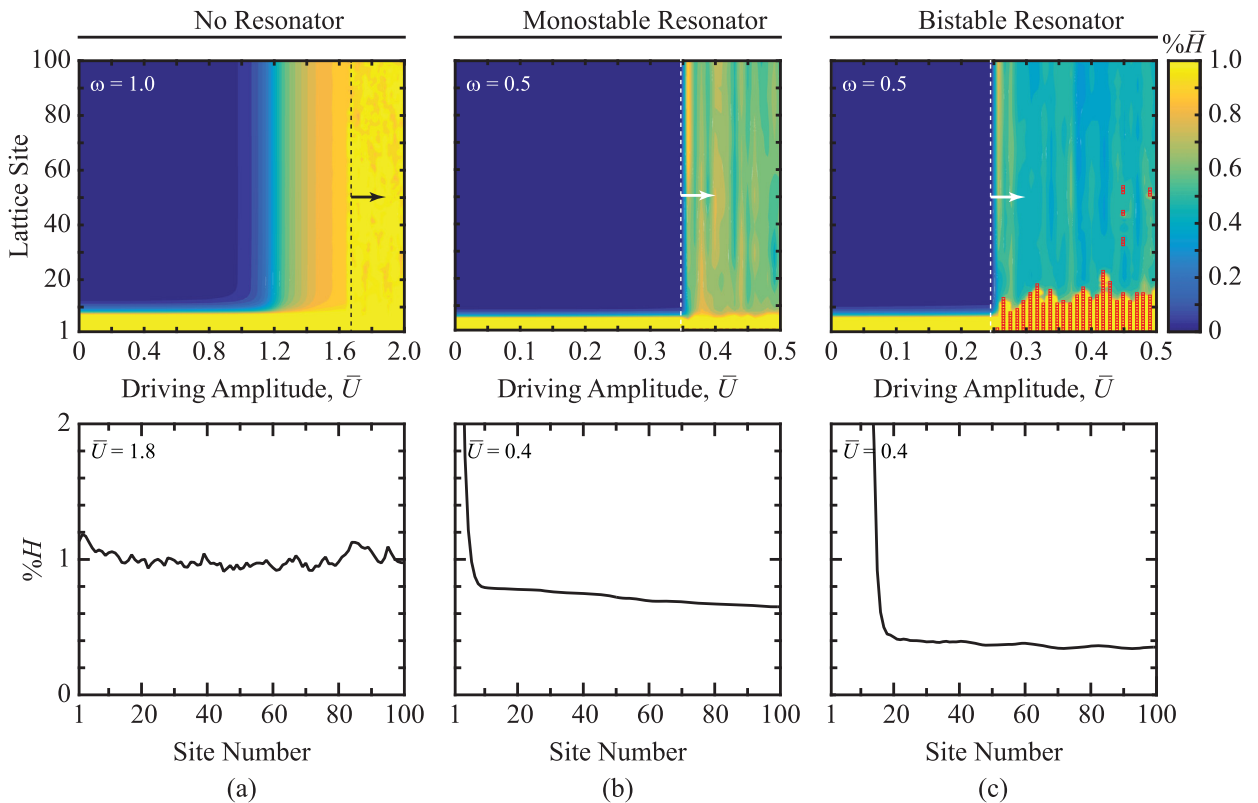 No Resonator
Monostable Resonator
Bistable Resonator
%H̅
ω = 1.0
ω = 0.5
ω = 0.5
Lattice Site
100
80
60
40
20
1
1.0
0.8
0.6
0.4
0.2
0
0 0.4 0.8 1.2 1.6 2.0
0 0.1 0.2 0.3 0.4 0.5
0 0.1 0.2 0.3 0.4 0.5
Driving Amplitude, U̅
Driving Amplitude, U̅
Driving Amplitude, U̅
U̅ = 1.8
U̅ = 0.4
U̅ = 0.4
%H
2
1
0
1 20 40 60 80 100
1 20 40 60 80 100
1 20 40 60 80 100
Site Number
Site Number
Site Number
(a)
(b)
(c)